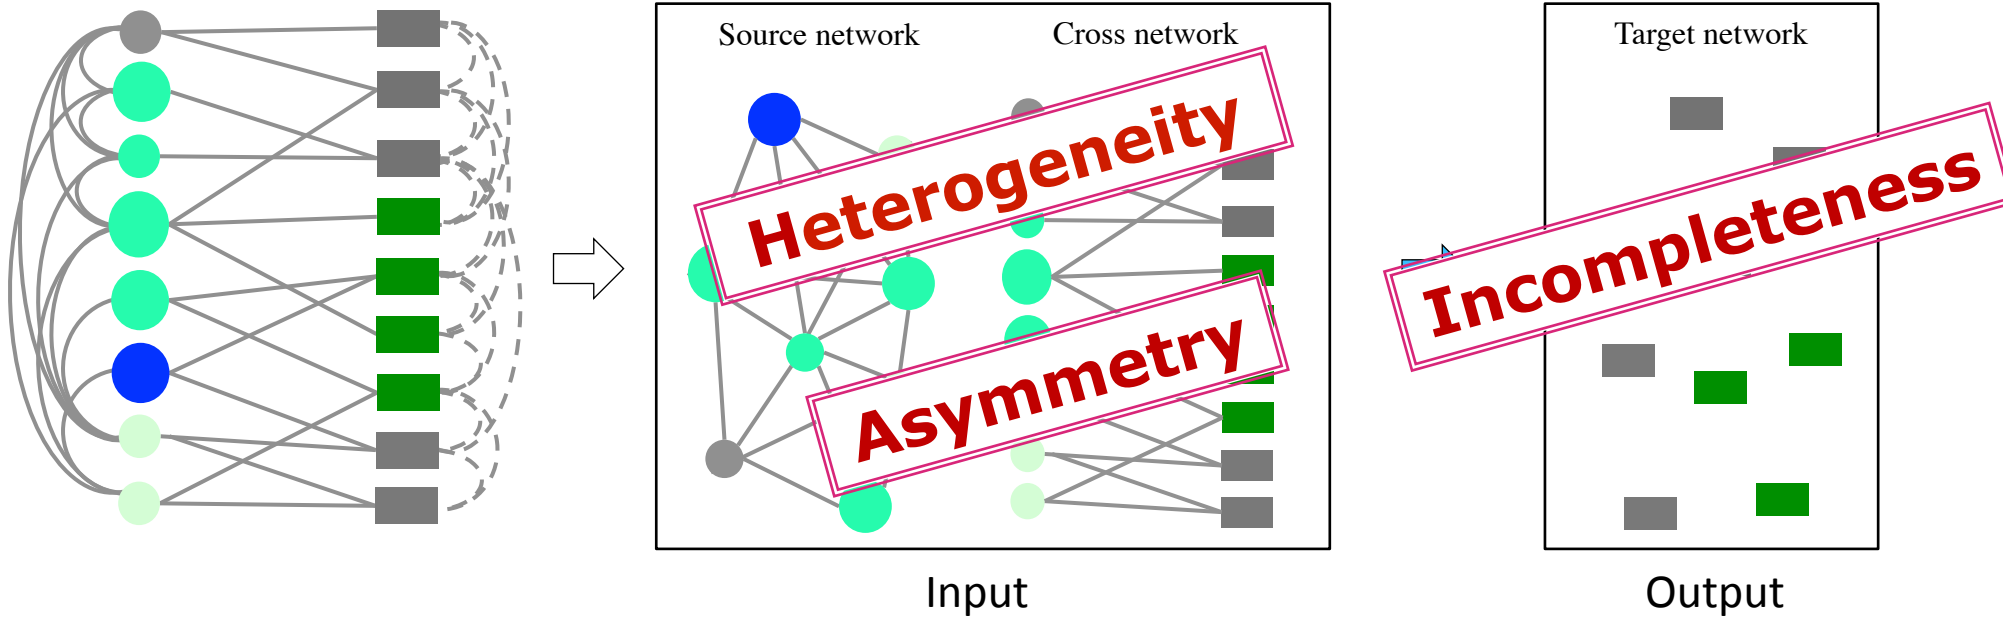 Source network
Cross network
Target network
Heterogeneity
Incompleteness
Asymmetry
Input
Output